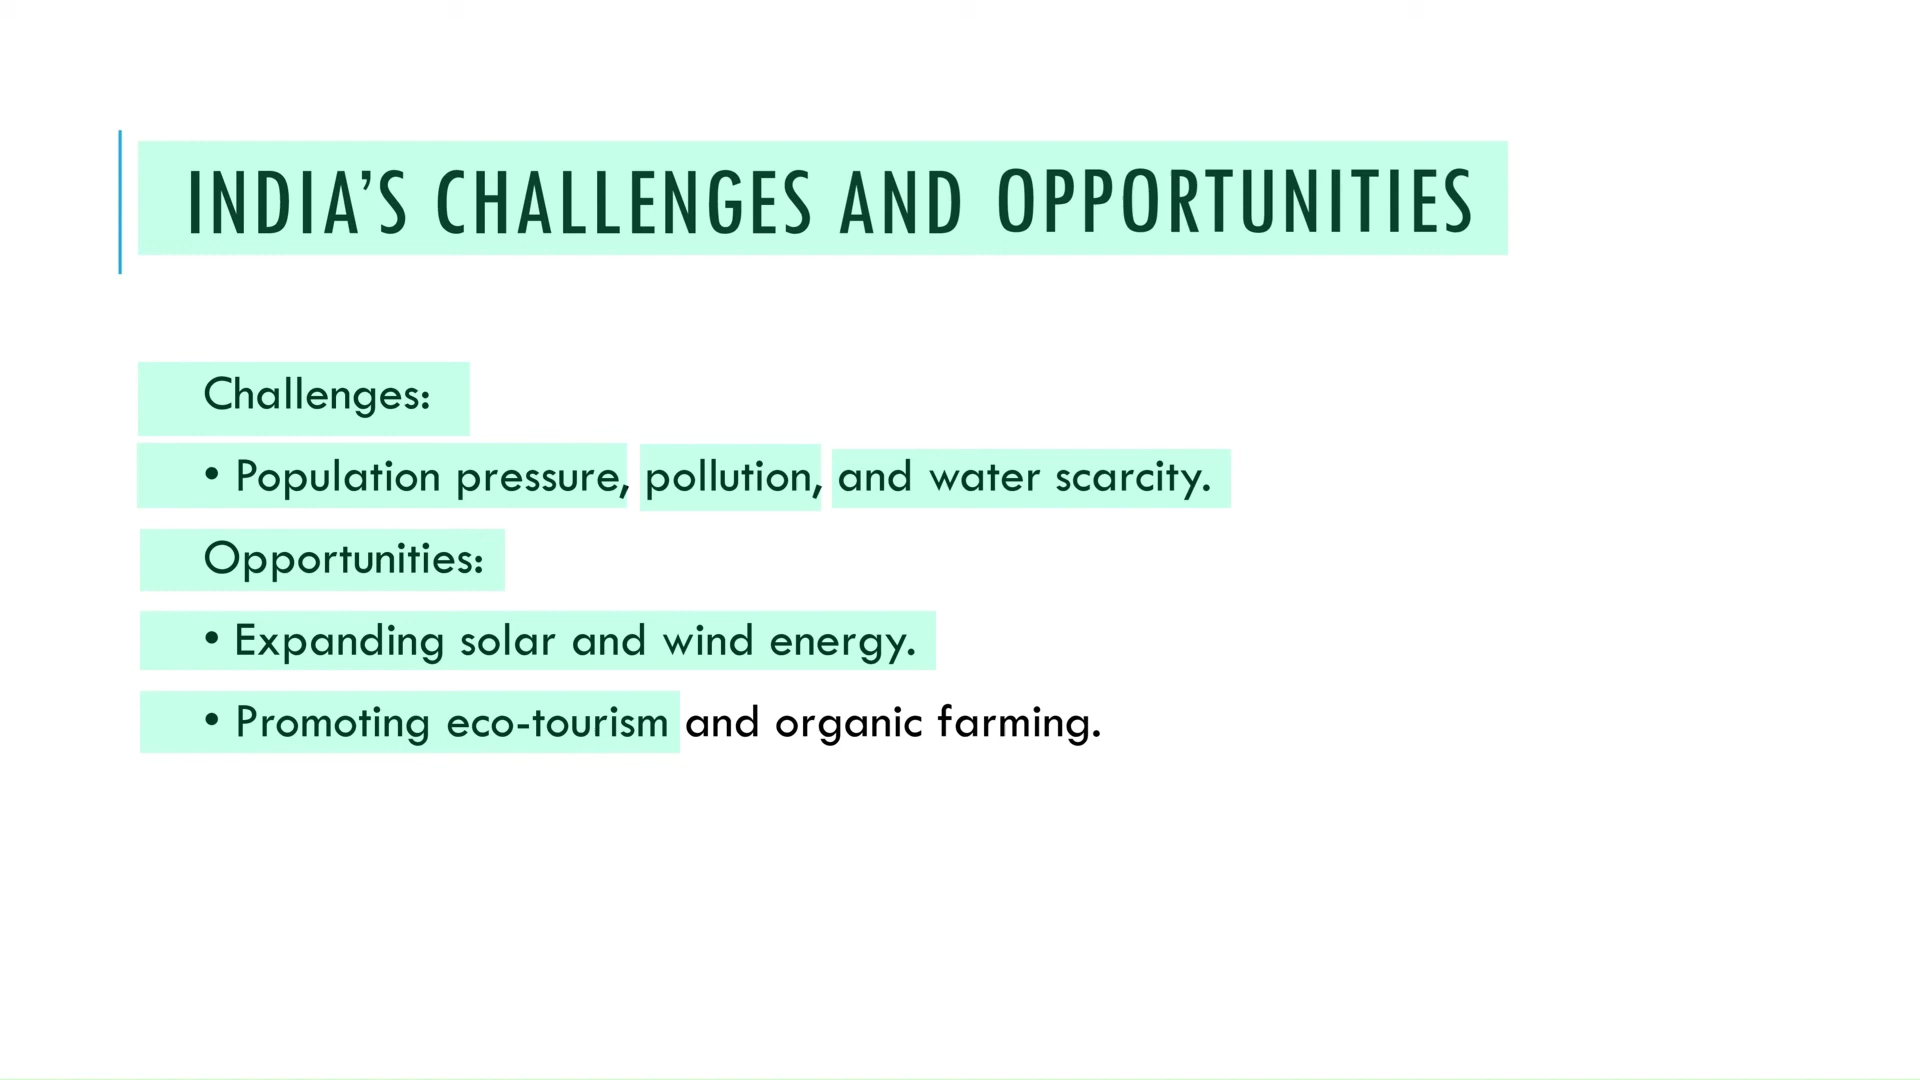 INDIA’S CHALLENGES AND OPPORTUNITIES
Challenges:
• Population pressure, pollution, and water scarcity.
Opportunities:
• Expanding solar and wind energy.
• Promoting eco-tourism and organic farming.